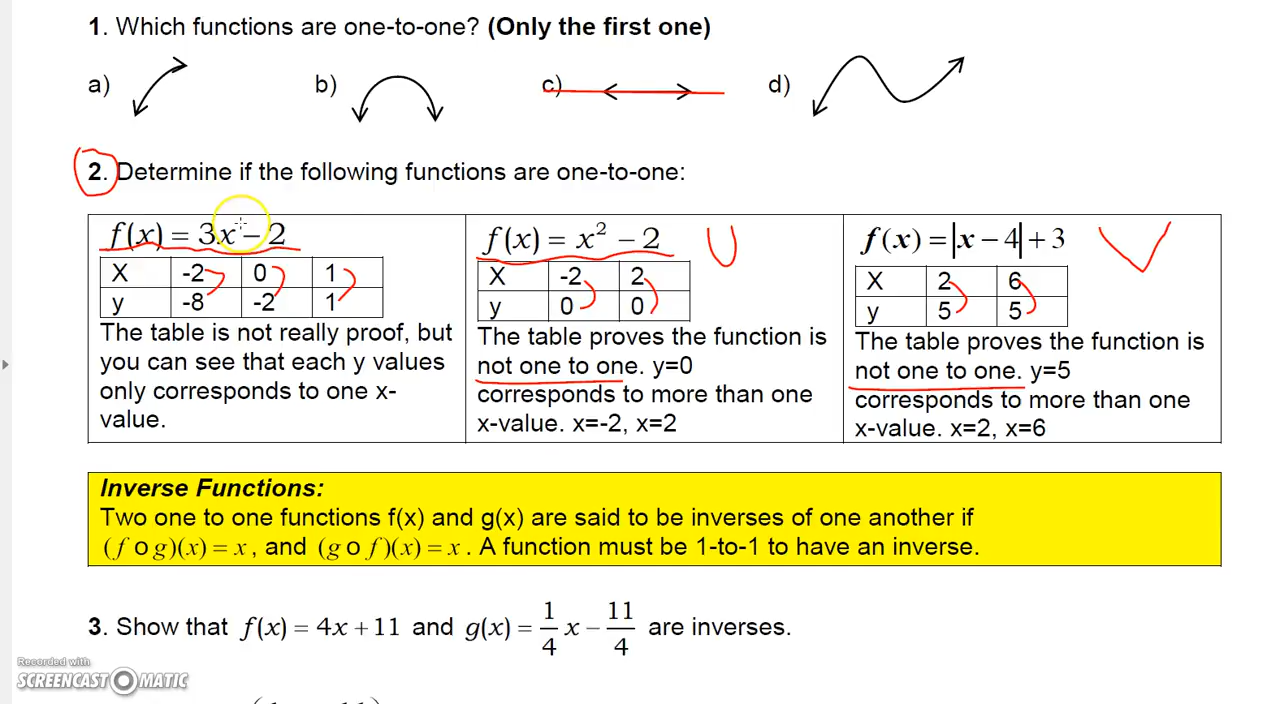 1. Which functions are one-to-one? (Only the first one)
a) b) c) d)
2. Determine if the following functions are one-to-one:
f(x) = 3x − 2
X -2 0 1
y -8 -2 1
The table is not really proof, but
you can see that each y values
only corresponds to one x-
value.
f(x) = x² − 2
X -2 2
y 0 0
The table proves the function is
not one to one. y=0
corresponds to more than one
x-value. x=-2, x=2
f(x) = |x − 4| + 3
X 2 6
y 5 5
The table proves the function is
not one to one. y=5
corresponds to more than one
x-value. x=2, x=6
Inverse Functions:
Two one to one functions f(x) and g(x) are said to be inverses of one another if
(f o g)(x) = x, and (g o f)(x) = x. A function must be 1-to-1 to have an inverse.
3. Show that f(x) = 4x + 11 and g(x) = 1/4 x − 11/4 are inverses.
Recorded with
SCREENCAST-O-MATIC